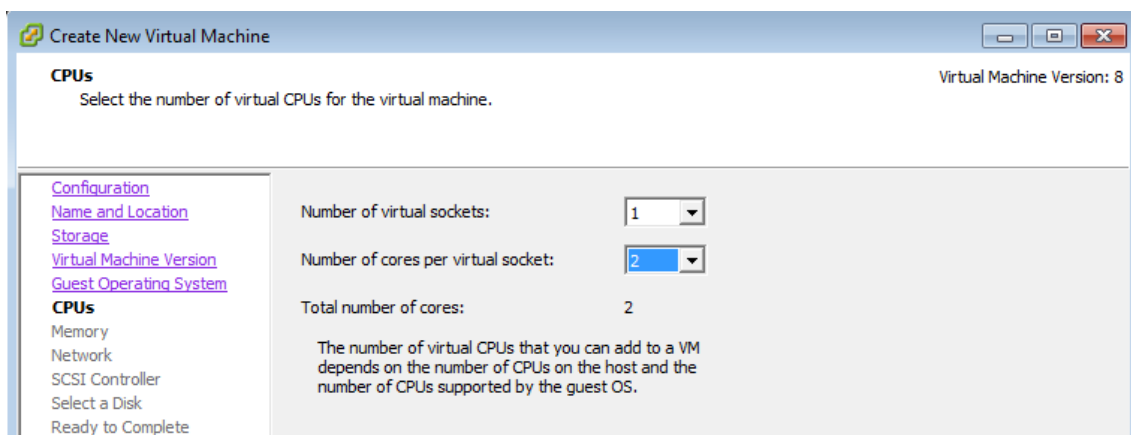 Create New Virtual Machine
CPUs
Select the number of virtual CPUs for the virtual machine.
Virtual Machine Version: 8
Configuration
Name and Location
Storage
Virtual Machine Version
Guest Operating System
CPUs
Memory
Network
SCSI Controller
Select a Disk
Ready to Complete
Number of virtual sockets: 1
Number of cores per virtual socket: 2
Total number of cores: 2
The number of virtual CPUs that you can add to a VM
depends on the number of CPUs on the host and the
number of CPUs supported by the guest OS.